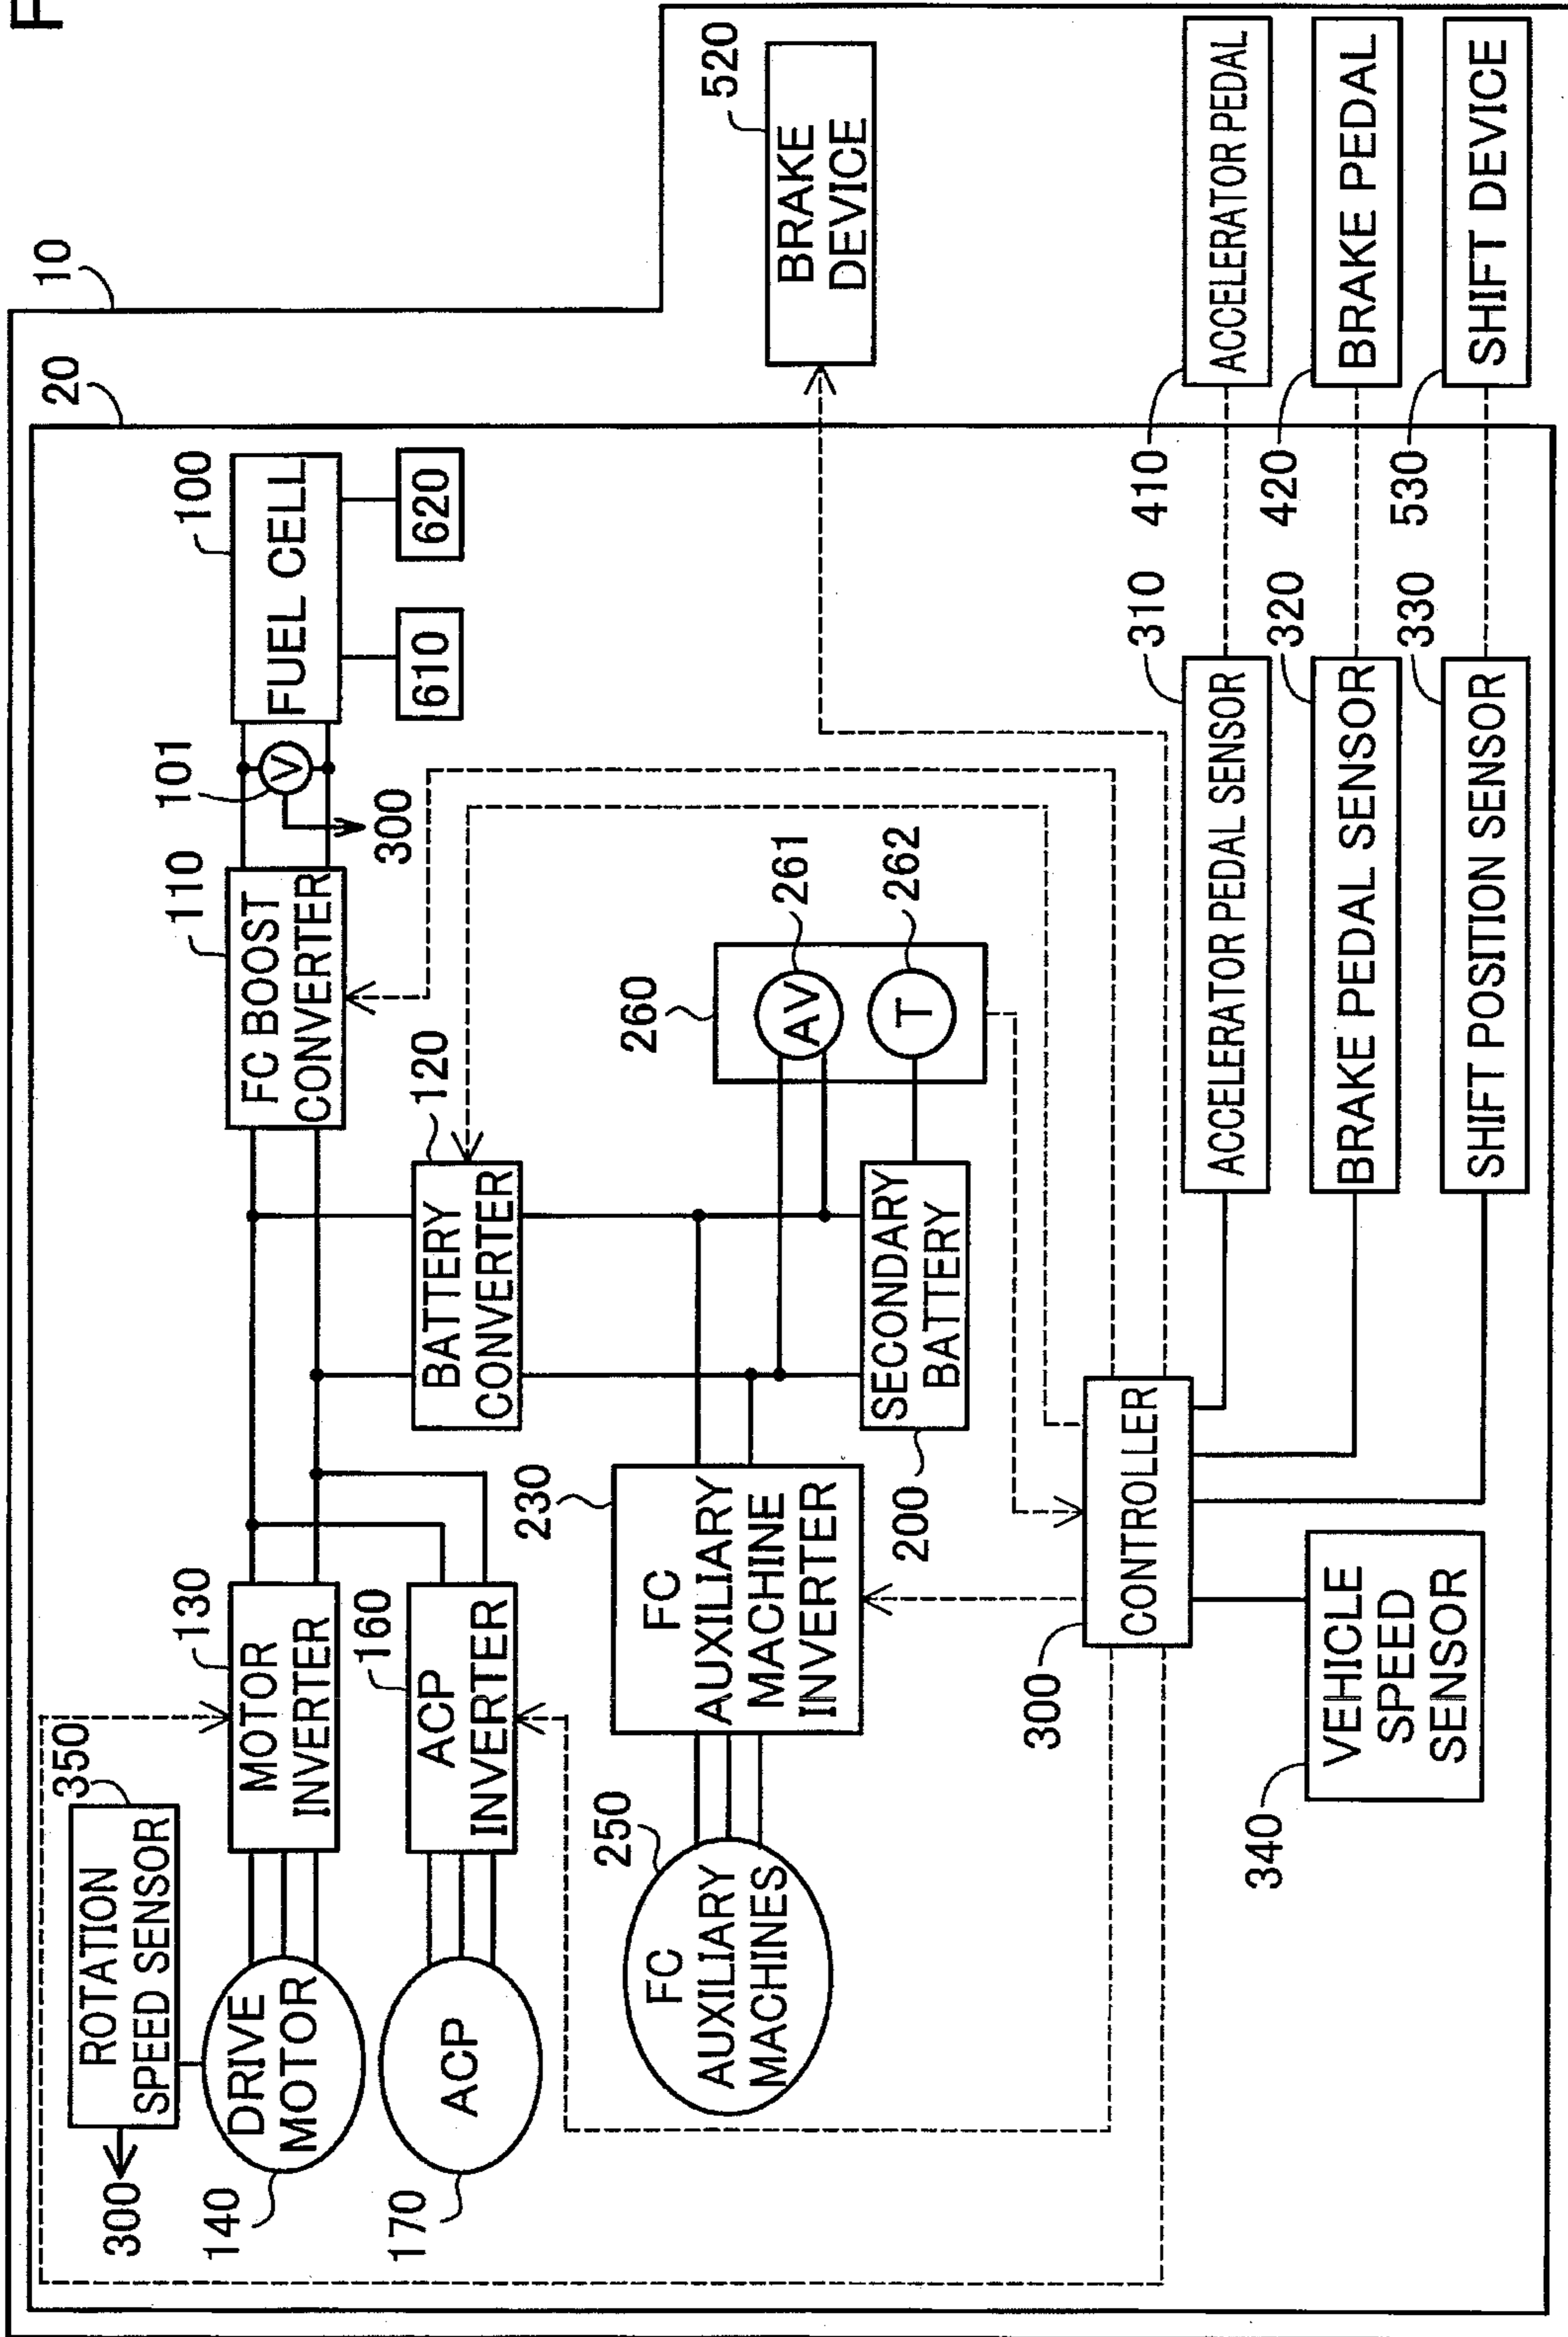 F
10
20
350
300
ROTATION
SPEED SENSOR
DRIVE
MOTOR
140
130
MOTOR
INVERTER
110
FC BOOST
CONVERTER
101
V
300
100
FUEL CELL
610
620
170
ACP
160
ACP
INVERTER
120
BATTERY
CONVERTER
520
BRAKE
DEVICE
250
FC
AUXILIARY
MACHINES
230
FC
AUXILIARY
MACHINE
INVERTER
200
SECONDARY
BATTERY
260
AV
261
T
262
300
CONTROLLER
340
VEHICLE
SPEED
SENSOR
310
ACCELERATOR PEDAL SENSOR
410
ACCELERATOR PEDAL
320
BRAKE PEDAL SENSOR
420
BRAKE PEDAL
330
SHIFT POSITION SENSOR
530
SHIFT DEVICE